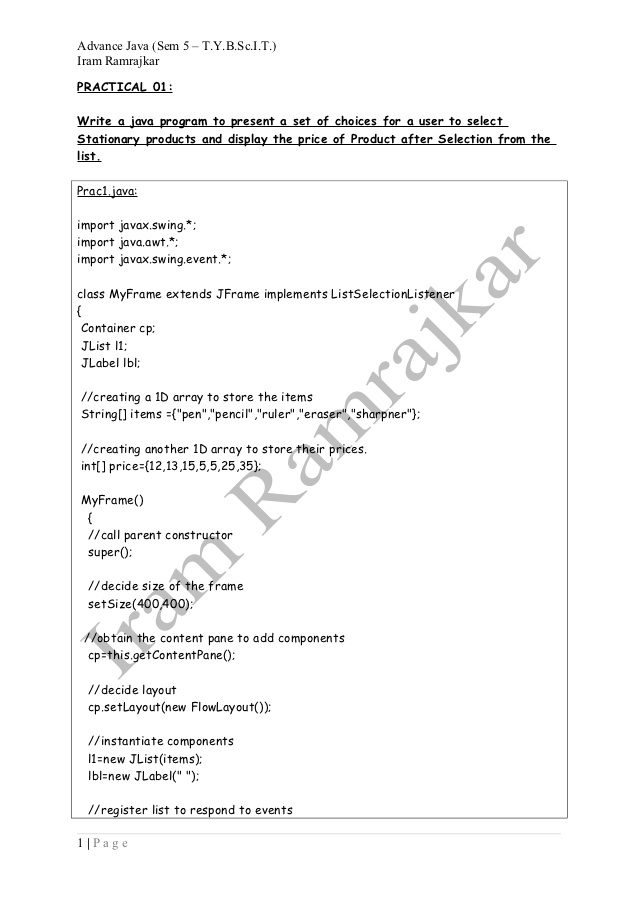 Advance Java (Sem 5 – T.Y.B.Sc.I.T.)
Iram Ramrajkar
PRACTICAL 01:
Write a java program to present a set of choices for a user to select
Stationary products and display the price of Product after Selection from the
list.
Prac1.java:
import javax.swing.*;
import java.awt.*;
import javax.swing.event.*;
class MyFrame extends JFrame implements ListSelectionListener
{
Container cp;
JList l1;
JLabel lbl;
//creating a 1D array to store the items
String[] items ={"pen","pencil","ruler","eraser","sharpner"};
//creating another 1D array to store their prices.
int[] price={12,13,15,5,5,25,35};
MyFrame()
{
//call parent constructor
super();
//decide size of the frame
setSize(400,400);
//obtain the content pane to add components
cp=this.getContentPane();
//decide layout
cp.setLayout(new FlowLayout());
//instantiate components
l1=new JList(items);
lbl=new JLabel(" ");
//register list to respond to events
Iram Ramrajkar
1 | P a g e